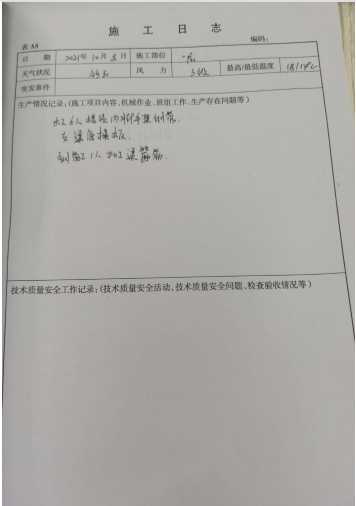 施工日志
表A8 编码：
日期 2021年10月8日 施工部位 一层
天气状况 风力 3级 最高/最低温度 18/17℃
突发事件
生产情况记录：（施工项目内容，机械作业、班组工作、生产存在问题等）
木工6人搭设内脚手架钢管
支梁底模板
钢筋工1人加工梁箍筋
技术质量安全工作记录：（技术质量安全活动，技术质量安全问题，检查验收情况等）